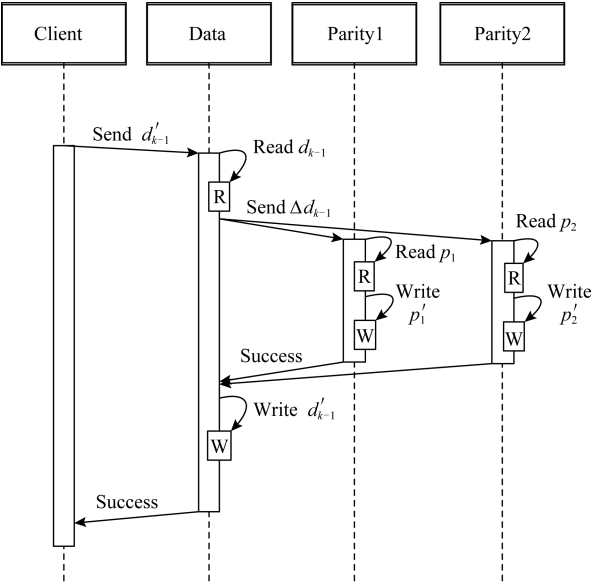 Client Data Parity1 Parity2
Send d′ₖ₋₁
Read dₖ₋₁
R
Send Δdₖ₋₁
Read p₂
Read p₁
R
R
Write
p′₁
Write
p′₂
W
W
Success
Write d′ₖ₋₁
W
Success